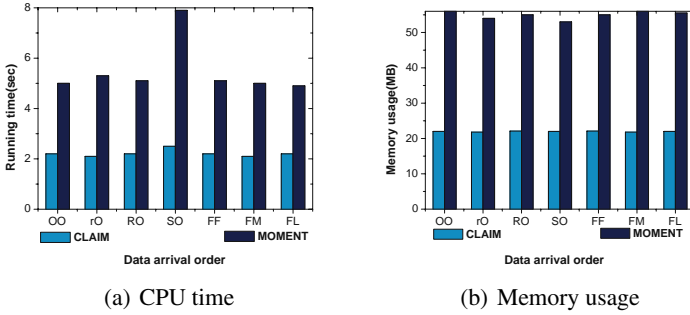 8
6
4
2
0
Running time(sec)
OO rO RO SO FF FM FL
CLAIM MOMENT
Data arrival order
(a) CPU time
50
40
30
20
10
0
Memory usage(MB)
OO rO RO SO FF FM FL
CLAIM MOMENT
Data arrival order
(b) Memory usage